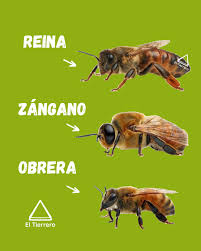 REINA
ZÁNGANO
OBRERA
El Tierrero